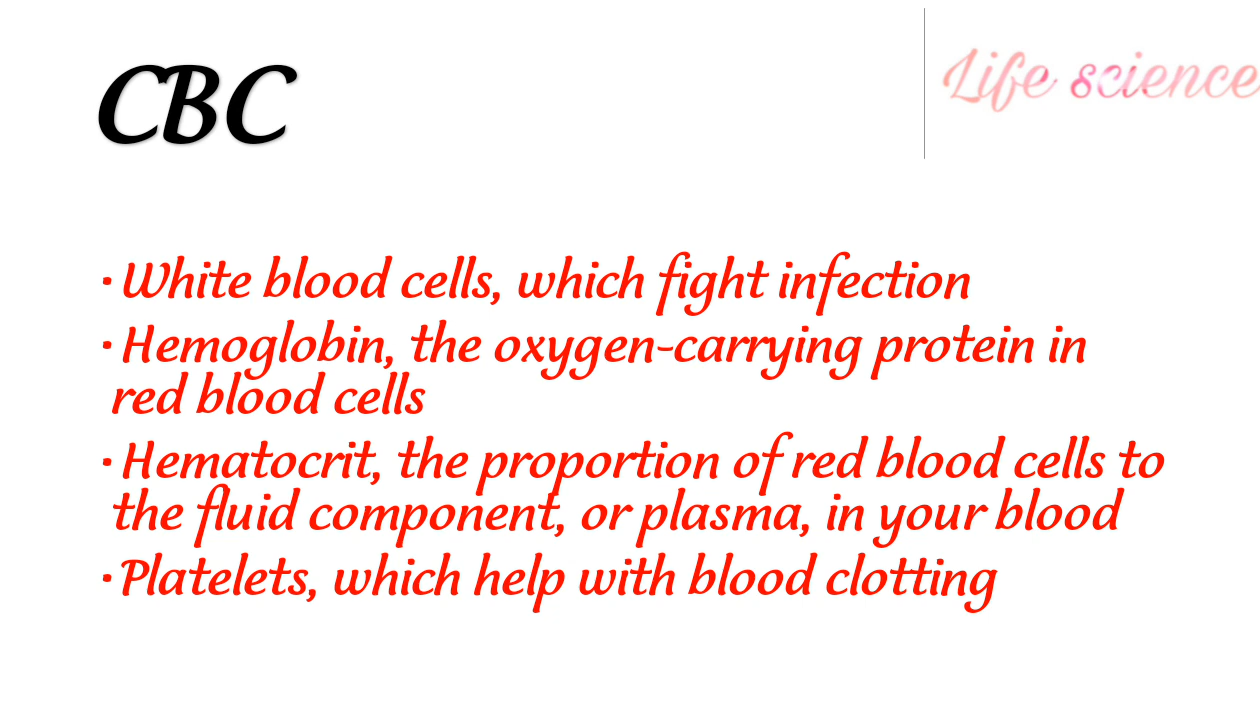 CBC
Life science
• White blood cells, which fight infection
• Hemoglobin, the oxygen-carrying protein in
red blood cells
• Hematocrit, the proportion of red blood cells to
the fluid component, or plasma, in your blood
• Platelets, which help with blood clotting